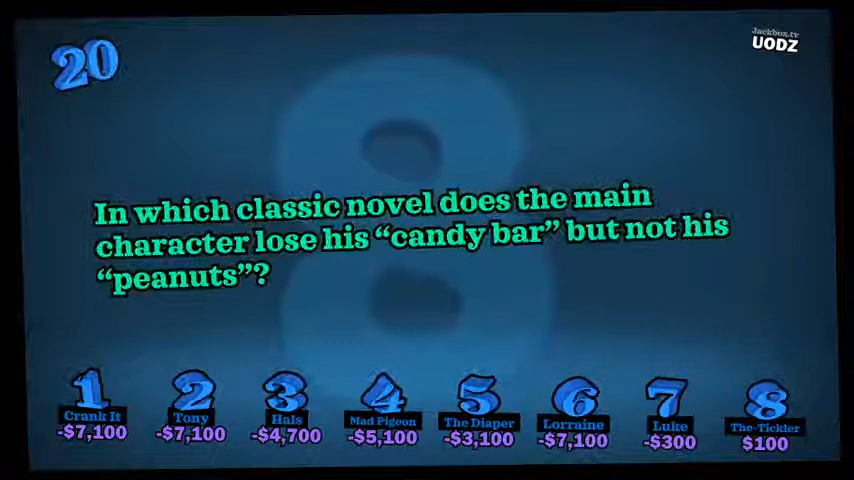 20
Jackbox.tv
UODZ
In which classic novel does the main
character lose his “candy bar” but not his
“peanuts”?
1 2 3 4 5 6 7 8
Crank It Tony Hals Mad Pigeon The Diaper Lorraine Luke The-Tickler
-$7,100 -$7,100 -$4,700 -$5,100 -$3,100 -$7,100 -$300 $100